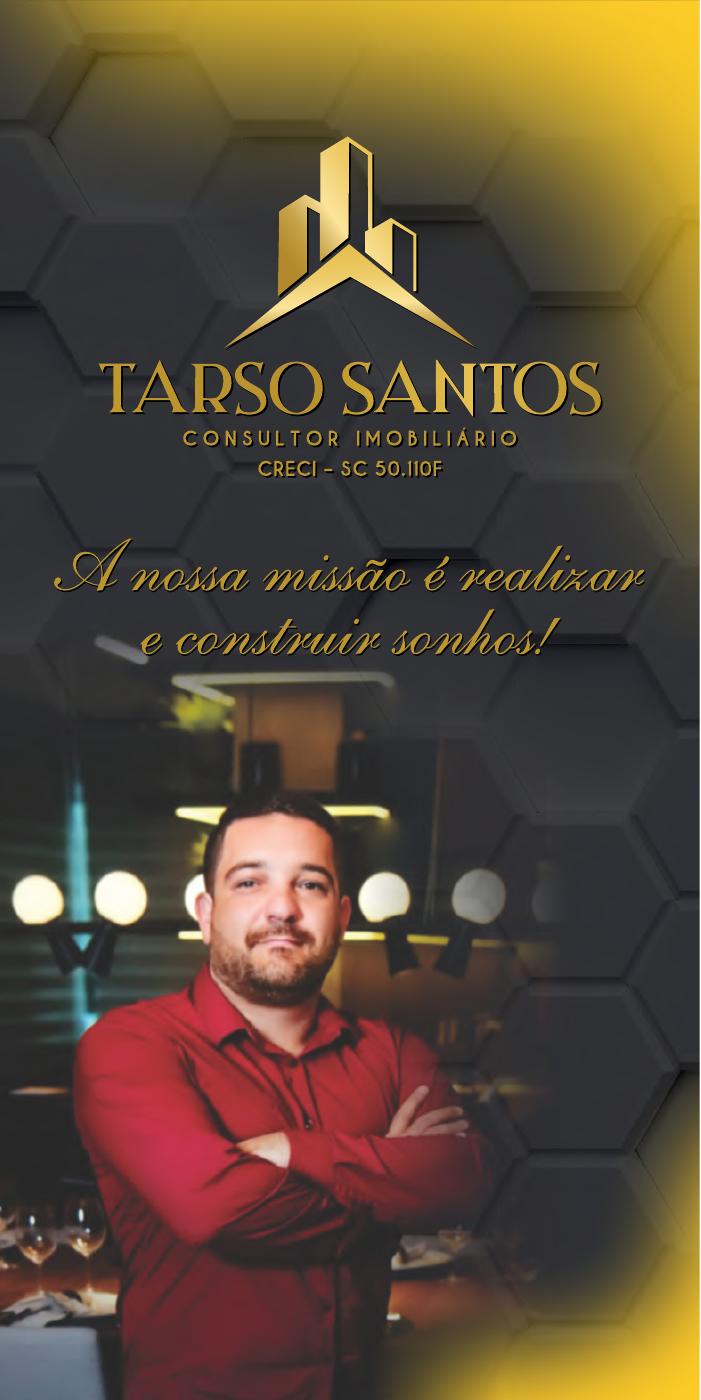 TARSO SANTOS
CONSULTOR IMOBILIÁRIO
CRECI - SC 50.110F
A nossa missão é realizar
e construir sonhos!